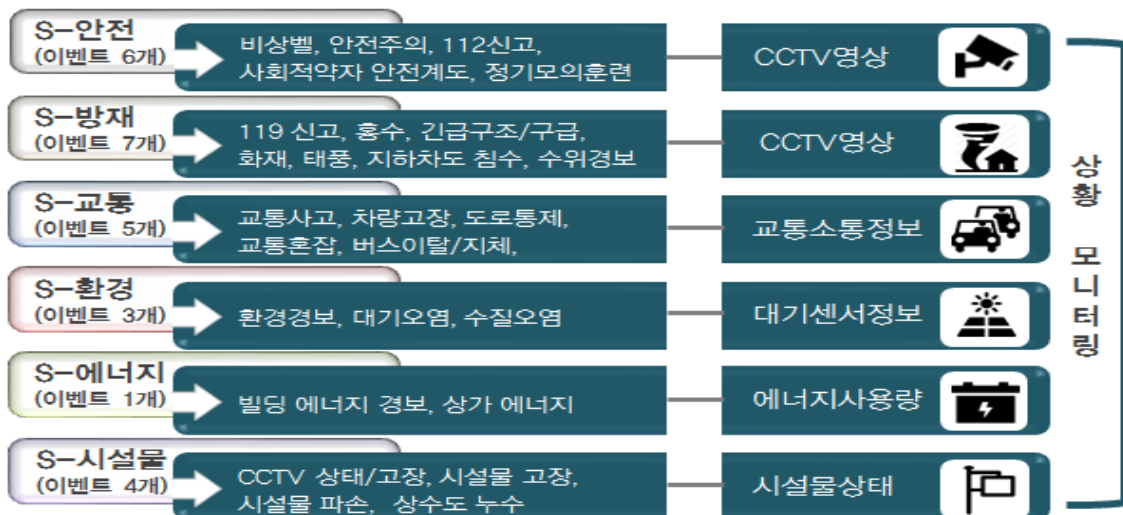 S-안전
(이벤트 6개)
비상벨, 안전주의, 112신고,
사회적약자 안전계도, 정기모의훈련
CCTV영상
S-방재
(이벤트 7개)
119 신고, 홍수, 긴급구조/구급,
화재, 태풍, 지하차도 침수, 수위경보
CCTV영상
S-교통
(이벤트 5개)
교통사고, 차량고장, 도로통제,
교통혼잡, 버스이탈/지체,
교통소통정보
S-환경
(이벤트 3개)
환경경보, 대기오염, 수질오염
대기센서정보
S-에너지
(이벤트 1개)
빌딩 에너지 경보, 상가 에너지
에너지사용량
S-시설물
(이벤트 4개)
CCTV 상태/고장, 시설물 고장,
시설물 파손, 상수도 누수
시설물상태
상황 모니터링